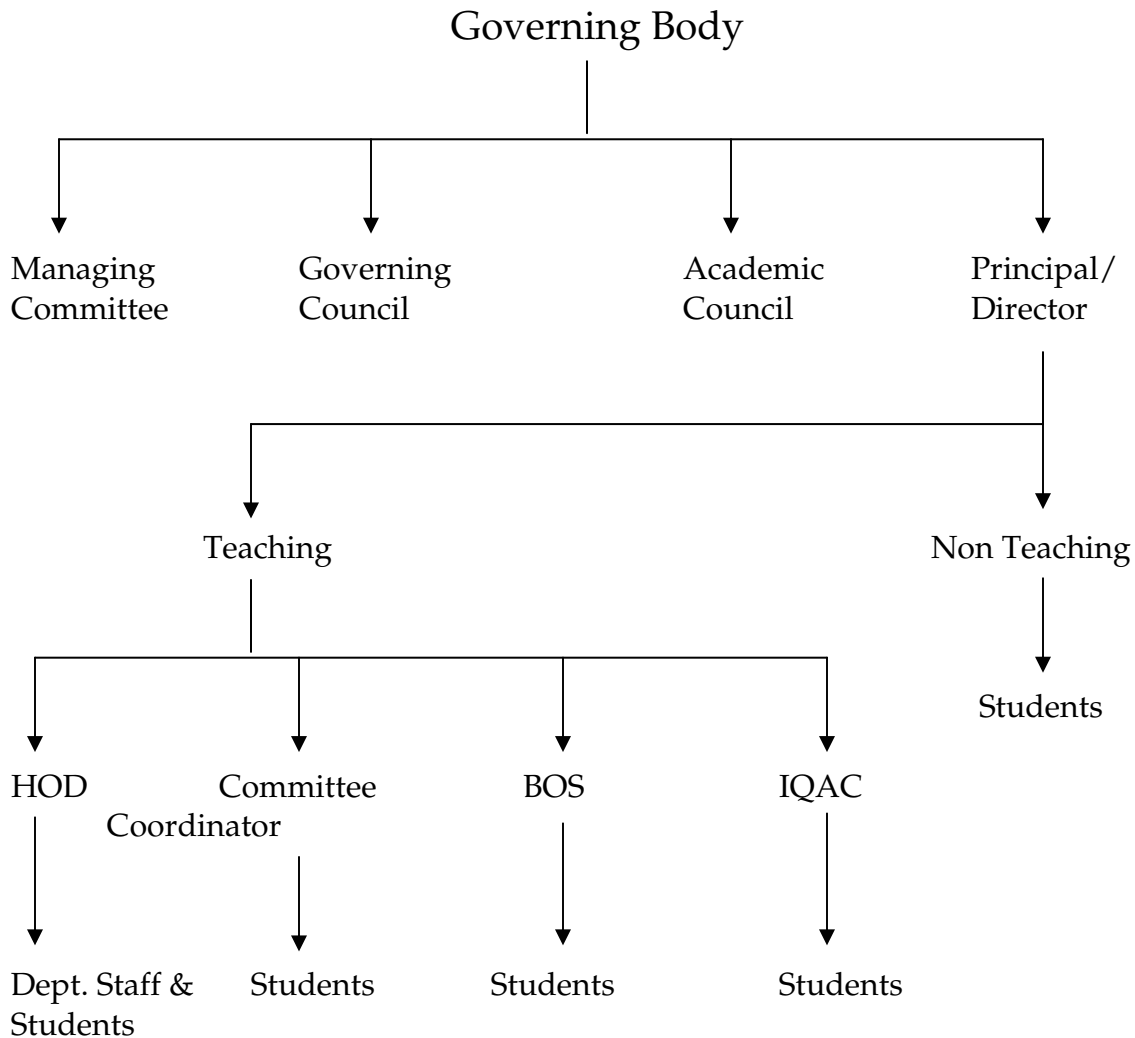 Governing Body
Managing Governing Academic Principal/
Committee Council Council Director
Teaching Non Teaching
Students
HOD Committee BOS IQAC
Coordinator
Dept. Staff & Students Students Students
Students